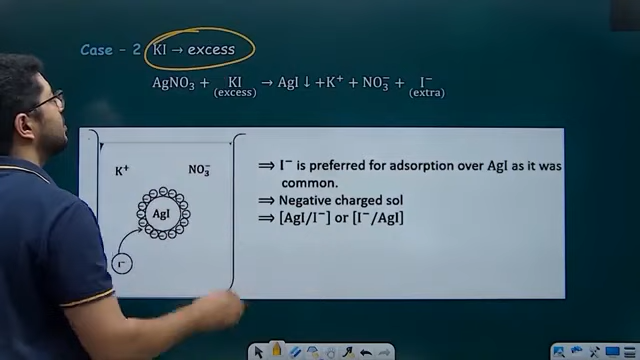 Case - 2 KI → excess
AgNO₃ + KI (excess) → AgI ↓ +K⁺ + NO₃⁻ + I⁻ (extra)
K⁺ NO₃⁻
AgI
I⁻
⟹ I⁻ is preferred for adsorption over AgI as it was
common.
⟹ Negative charged sol
⟹ [AgI/I⁻] or [I⁻/AgI]